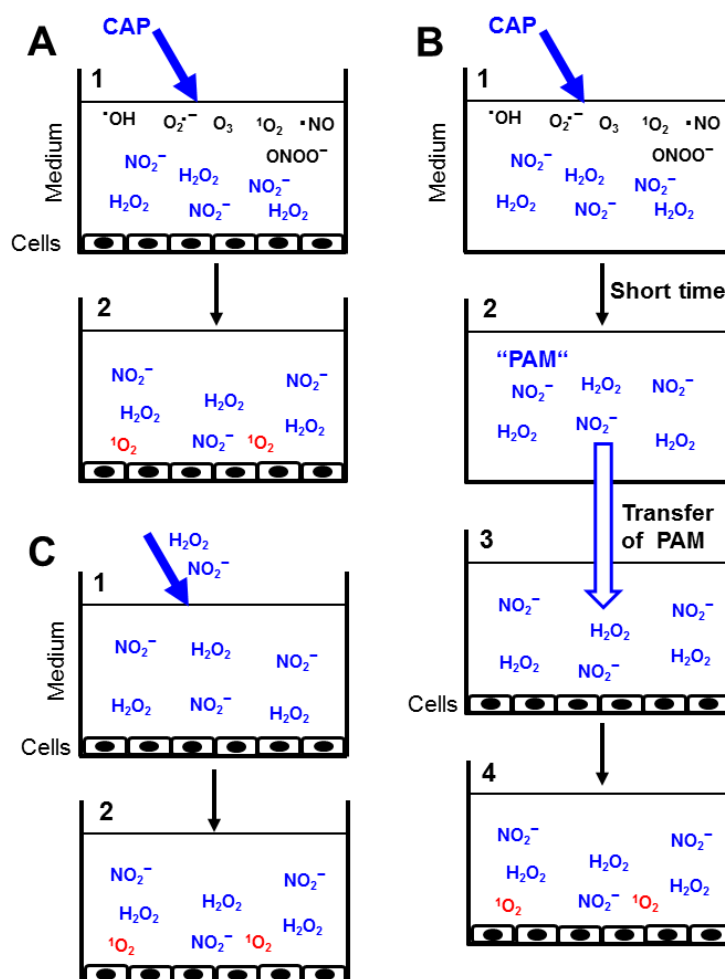 A
CAP
1
•OH O₂•⁻ O₃ ¹O₂ •NO
ONOO⁻
NO₂⁻ H₂O₂ NO₂⁻
H₂O₂ NO₂⁻ H₂O₂
Medium
Cells
2
NO₂⁻ NO₂⁻
H₂O₂ H₂O₂ H₂O₂
¹O₂ NO₂⁻ ¹O₂
B
CAP
1
•OH O₂•⁻ O₃ ¹O₂ •NO
ONOO⁻
NO₂⁻ H₂O₂ NO₂⁻
H₂O₂ NO₂⁻ H₂O₂
Medium
Short time
2
“PAM“
NO₂⁻ H₂O₂ NO₂⁻
H₂O₂ NO₂⁻ H₂O₂
Transfer
of PAM
3
NO₂⁻ H₂O₂ NO₂⁻
H₂O₂ NO₂⁻ H₂O₂
Cells
4
NO₂⁻ NO₂⁻
H₂O₂ H₂O₂ H₂O₂
¹O₂ NO₂⁻ ¹O₂
C
H₂O₂
NO₂⁻
1
NO₂⁻ H₂O₂ NO₂⁻
H₂O₂ NO₂⁻ H₂O₂
Medium
Cells
2
NO₂⁻ NO₂⁻
H₂O₂ H₂O₂ H₂O₂
¹O₂ NO₂⁻ ¹O₂